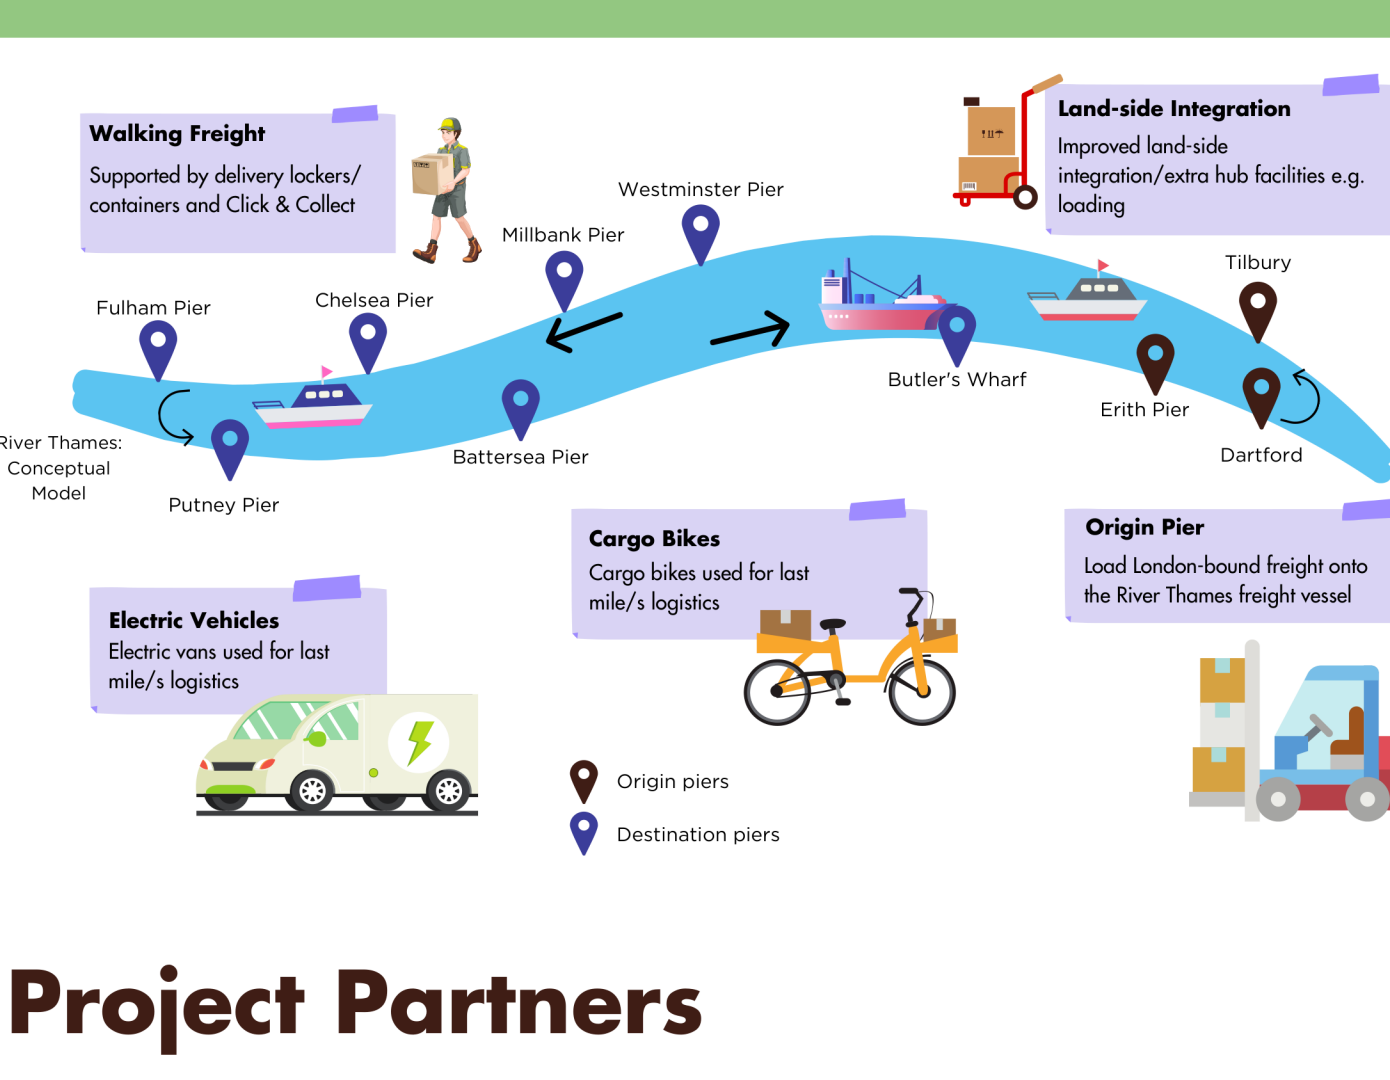 Walking Freight
Supported by delivery lockers/
containers and Click & Collect
Land-side Integration
Improved land-side
integration/extra hub facilities e.g.
loading
Westminster Pier
Millbank Pier
Tilbury
Chelsea Pier
Fulham Pier
Butler's Wharf
Erith Pier
Dartford
River Thames:
Conceptual
Model
Battersea Pier
Putney Pier
Cargo Bikes
Cargo bikes used for last
mile/s logistics
Origin Pier
Load London-bound freight onto
the River Thames freight vessel
Electric Vehicles
Electric vans used for last
mile/s logistics
Origin piers
Destination piers
Project Partners